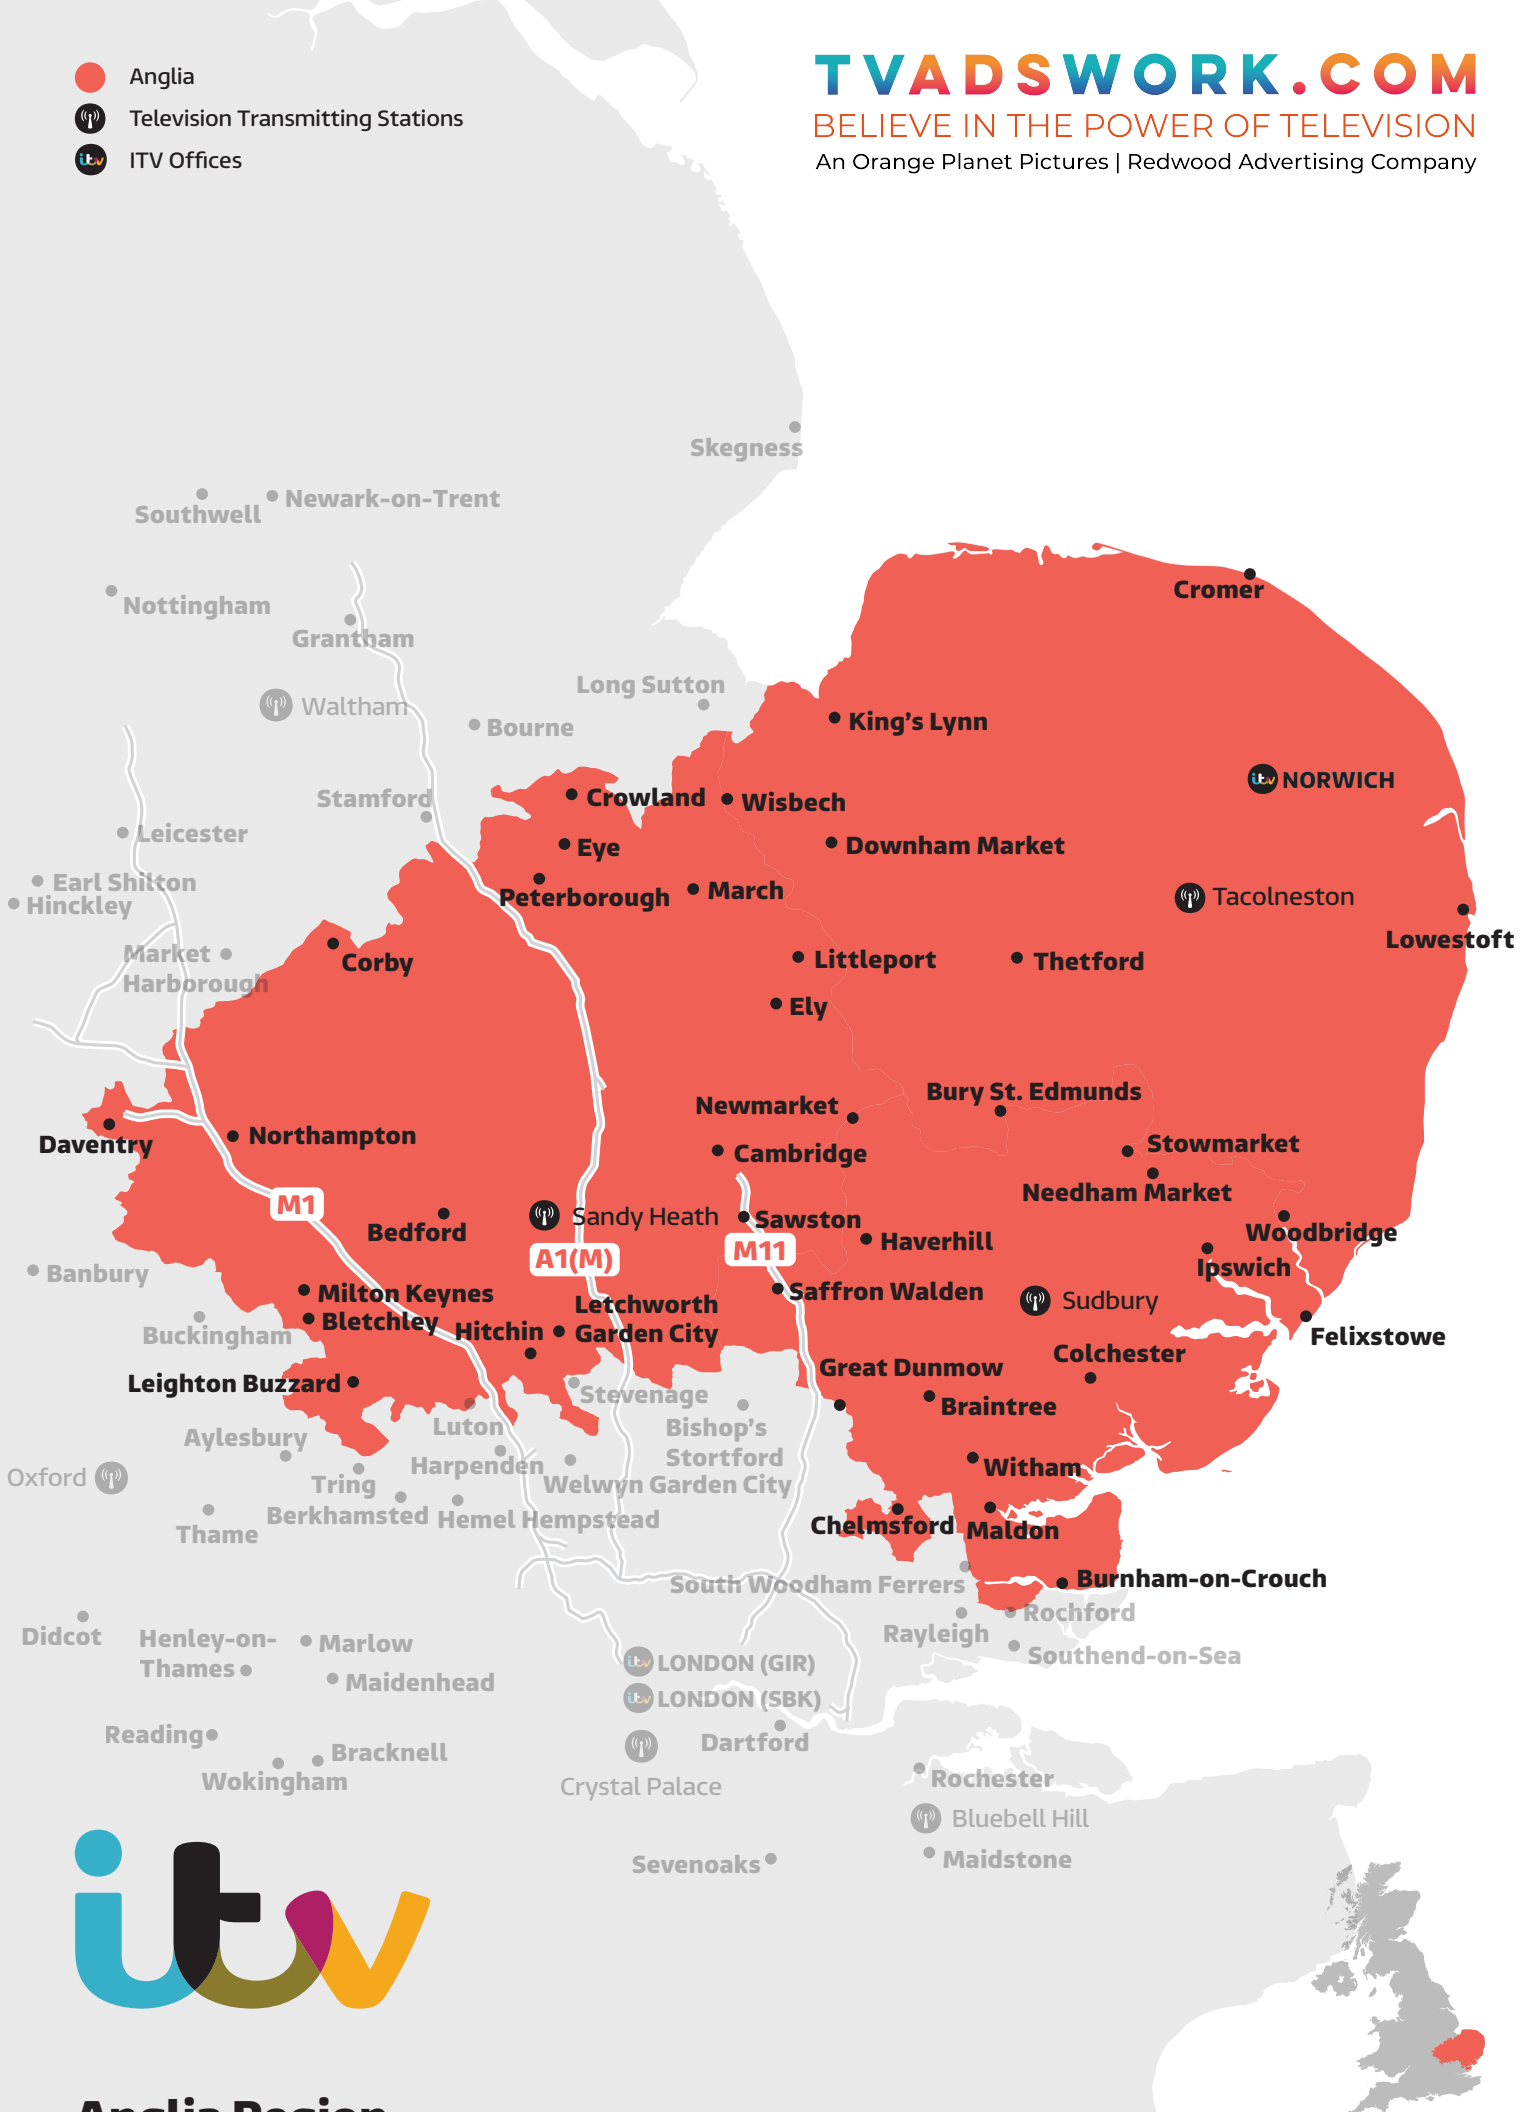 Anglia
Television Transmitting Stations
itv
ITV Offices
TVADSWORK.COM
BELIEVE IN THE POWER OF TELEVISION
An Orange Planet Pictures | Redwood Advertising Company
Skegness
Southwell
Newark-on-Trent
Cromer
Nottingham
Grantham
Long Sutton
Waltham
Bourne
King's Lynn
itv
NORWICH
Stamford
Crowland
Wisbech
Leicester
Eye
Downham Market
Earl Shilton
Hinckley
Peterborough
March
Tacolneston
Lowestoft
Market
Harborough
Corby
Littleport
Thetford
Ely
Newmarket
Bury St. Edmunds
Daventry
Northampton
Cambridge
Stowmarket
Needham Market
M1
Bedford
Sandy Heath
Sawston
Woodbridge
A1(M)
M11
Haverhill
Ipswich
Banbury
Milton Keynes
Saffron Walden
Sudbury
Bletchley
Hitchin
Letchworth
Garden City
Felixstowe
Buckingham
Great Dunmow
Colchester
Leighton Buzzard
Stevenage
Braintree
Aylesbury
Luton
Bishop's
Stortford
Oxford
Tring
Harpenden
Welwyn Garden City
Witham
Thame
Berkhamsted
Hemel Hempstead
Chelmsford
Maldon
South Woodham Ferrers
Burnham-on-Crouch
Rochford
Didcot
Henley-on-
Thames
Marlow
Rayleigh
Southend-on-Sea
itv
LONDON (GIR)
Maidenhead
itv
LONDON (SBK)
Reading
Dartford
Bracknell
Wokingham
Crystal Palace
Rochester
Bluebell Hill
Sevenoaks
Maidstone
itv
Anglia Region